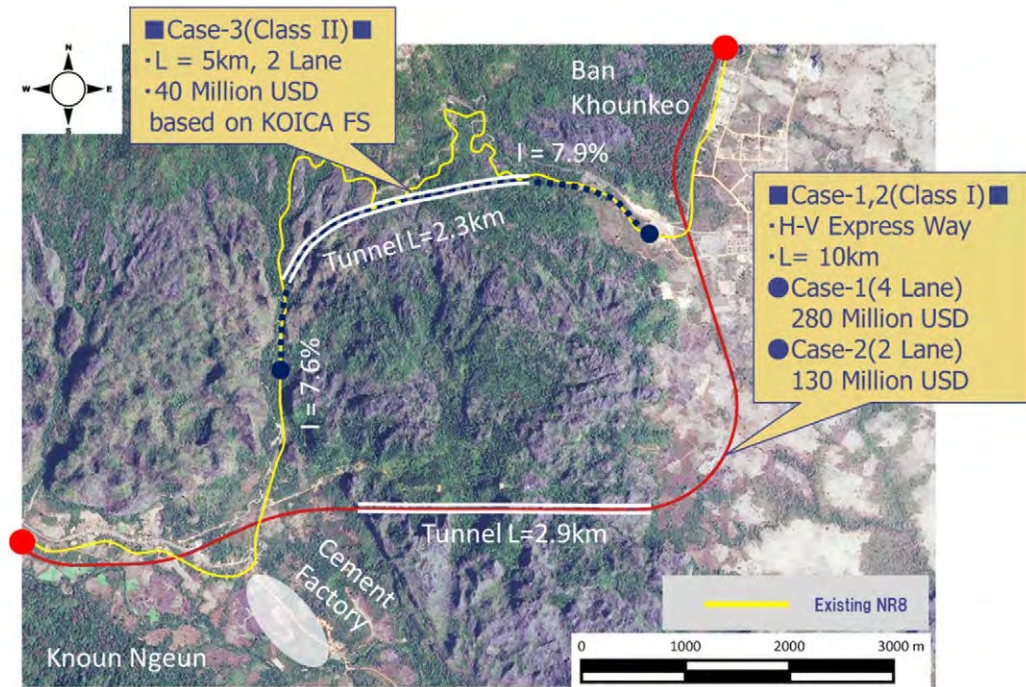 ■Case-3(Class II)■
・L = 5km, 2 Lane
・40 Million USD
based on KOICA FS
N
W
E
S
Ban
Khounkeo
I = 7.9%
Tunnel L=2.3km
■Case-1,2(Class I)■
・H-V Express Way
・L= 10km
●Case-1(4 Lane)
280 Million USD
●Case-2(2 Lane)
130 Million USD
I = 7.6%
Tunnel L=2.9km
Cement
Factory
Knoun Ngeun
Existing NR8
0 1000 2000 3000 m